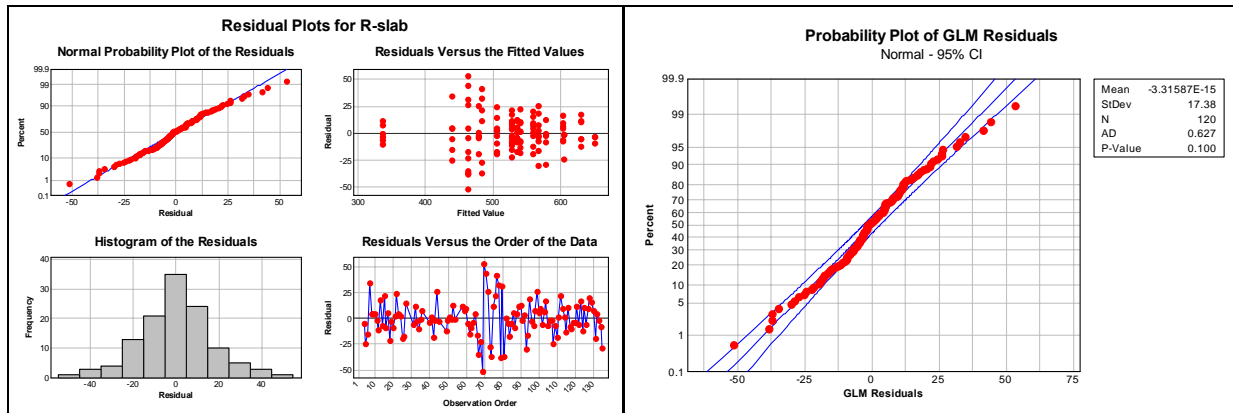 Residual Plots for R-slab
Normal Probability Plot of the Residuals
99.9
99
90
50
10
1
0.1
Percent
-50 -25 0 25 50
Residual
Residuals Versus the Fitted Values
50
25
0
-25
-50
Residual
300 400 500 600
Fitted Value
Histogram of the Residuals
40
30
20
10
0
Frequency
-40 -20 0 20 40
Residual
Residuals Versus the Order of the Data
50
25
0
-25
-50
Residual
1 10 20 30 40 50 60 70 80 90 100 110 120 130
Observation Order
Probability Plot of GLM Residuals
Normal - 95% CI
99.9
99
95
90
80
70
60
50
40
30
20
10
5
1
0.1
Percent
-50 -25 0 25 50 75
GLM Residuals
Mean -3.31587E-15
StDev 17.38
N 120
AD 0.627
P-Value 0.100